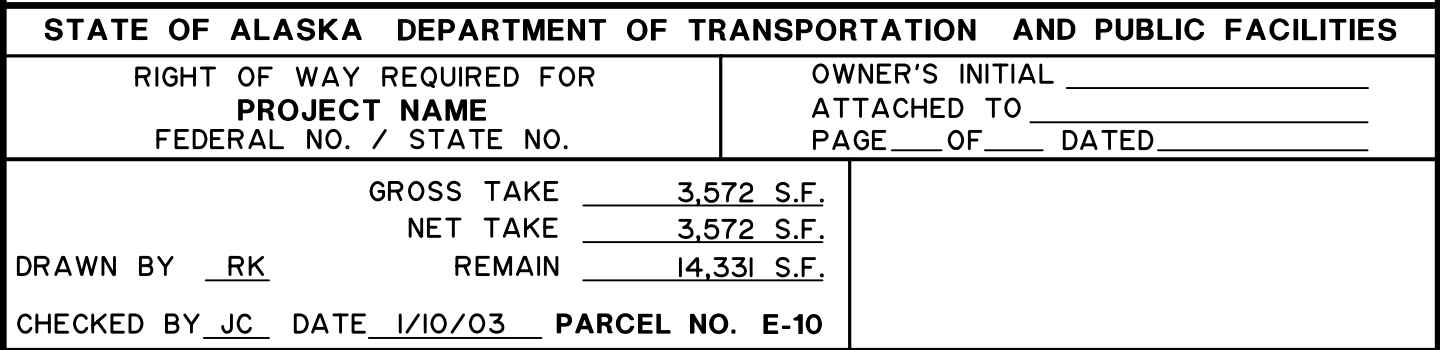 STATE OF ALASKA DEPARTMENT OF TRANSPORTATION AND PUBLIC FACILITIES
RIGHT OF WAY REQUIRED FOR
PROJECT NAME
FEDERAL NO. / STATE NO.
OWNER'S INITIAL
ATTACHED TO
PAGE____OF____ DATED
GROSS TAKE 3,572 S.F.
NET TAKE 3,572 S.F.
DRAWN BY RK REMAIN 14,331 S.F.
CHECKED BY JC DATE 1/10/03 PARCEL NO. E-10